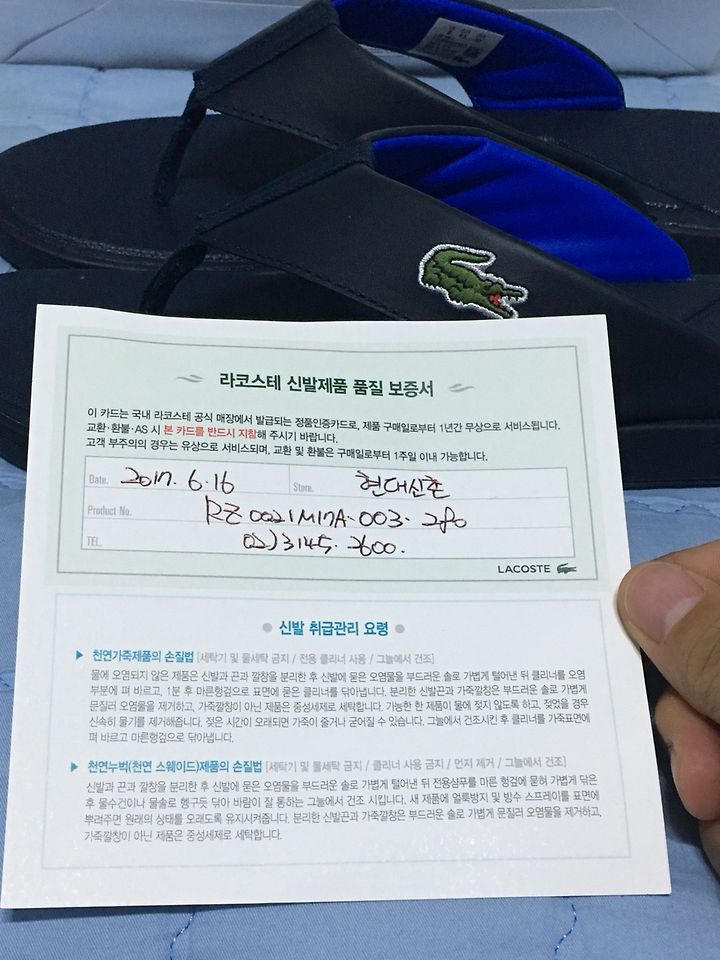 라코스테 신발제품 품질 보증서
이 카드는 국내 라코스테 공식 매장에서 발급되는 정품인증카드로, 제품 구매일로부터 1년간 무상으로 서비스됩니다.
교환·환불·AS 시 본 카드를 반드시 지참해 주시기 바랍니다.
고객 부주의의 경우는 유상으로 서비스되며, 교환 및 환불은 구매일로부터 1주일 이내 가능합니다.
Date. 2017. 6. 16 Store. 현대신촌
Product No. RZ0021M17A-003. 280
TEL. 02) 3145. 2600.
LACOSTE
● 신발 취급관리 요령 ●
▶ 천연가죽제품의 손질법 [세탁기 및 물세탁 금지 / 전용 클리너 사용 / 그늘에서 건조]
물에 오염되지 않은 제품은 신발과 끈과 깔창을 분리한 후 신발에 묻은 오염물을 부드러운 솔로 가볍게 털어낸 뒤 클리너를 오염
부분에 펴 바르고, 1분 후 마른헝겊으로 표면에 묻은 클리너를 닦아냅니다. 분리한 신발끈과 가죽깔창은 부드러운 솔로 가볍게
문질러 오염물을 제거하고, 가죽깔창이 아닌 제품은 중성세제로 세탁합니다. 가능한 한 제품이 물에 젖지 않도록 하고, 젖었을 경우
신속히 물기를 제거해줍니다. 젖은 시간이 오래되면 가죽이 줄거나 굳어질 수 있습니다. 그늘에서 건조시킨 후 클리너를 가죽표면에
펴 바르고 마른헝겊으로 닦아냅니다.
▶ 천연누벅(천연 스웨이드)제품의 손질법 [세탁기 및 물세탁 금지 / 클리너 사용 금지 / 먼지 제거 / 그늘에서 건조]
신발과 끈과 깔창을 분리한 후 신발에 묻은 오염물을 부드러운 솔로 가볍게 털어낸 뒤 전용샴푸를 마른 헝겊에 묻혀 가볍게 닦은
후 물수건이나 물솔로 헹구듯 닦아 바람이 잘 통하는 그늘에서 건조 시킵니다. 새 제품에 얼룩방지 및 방수 스프레이를 표면에
뿌려주면 원래의 상태를 오래도록 유지시켜줍니다. 분리한 신발끈과 가죽깔창은 부드러운 솔로 가볍게 문질러 오염물을 제거하고,
가죽깔창이 아닌 제품은 중성세제로 세탁합니다.